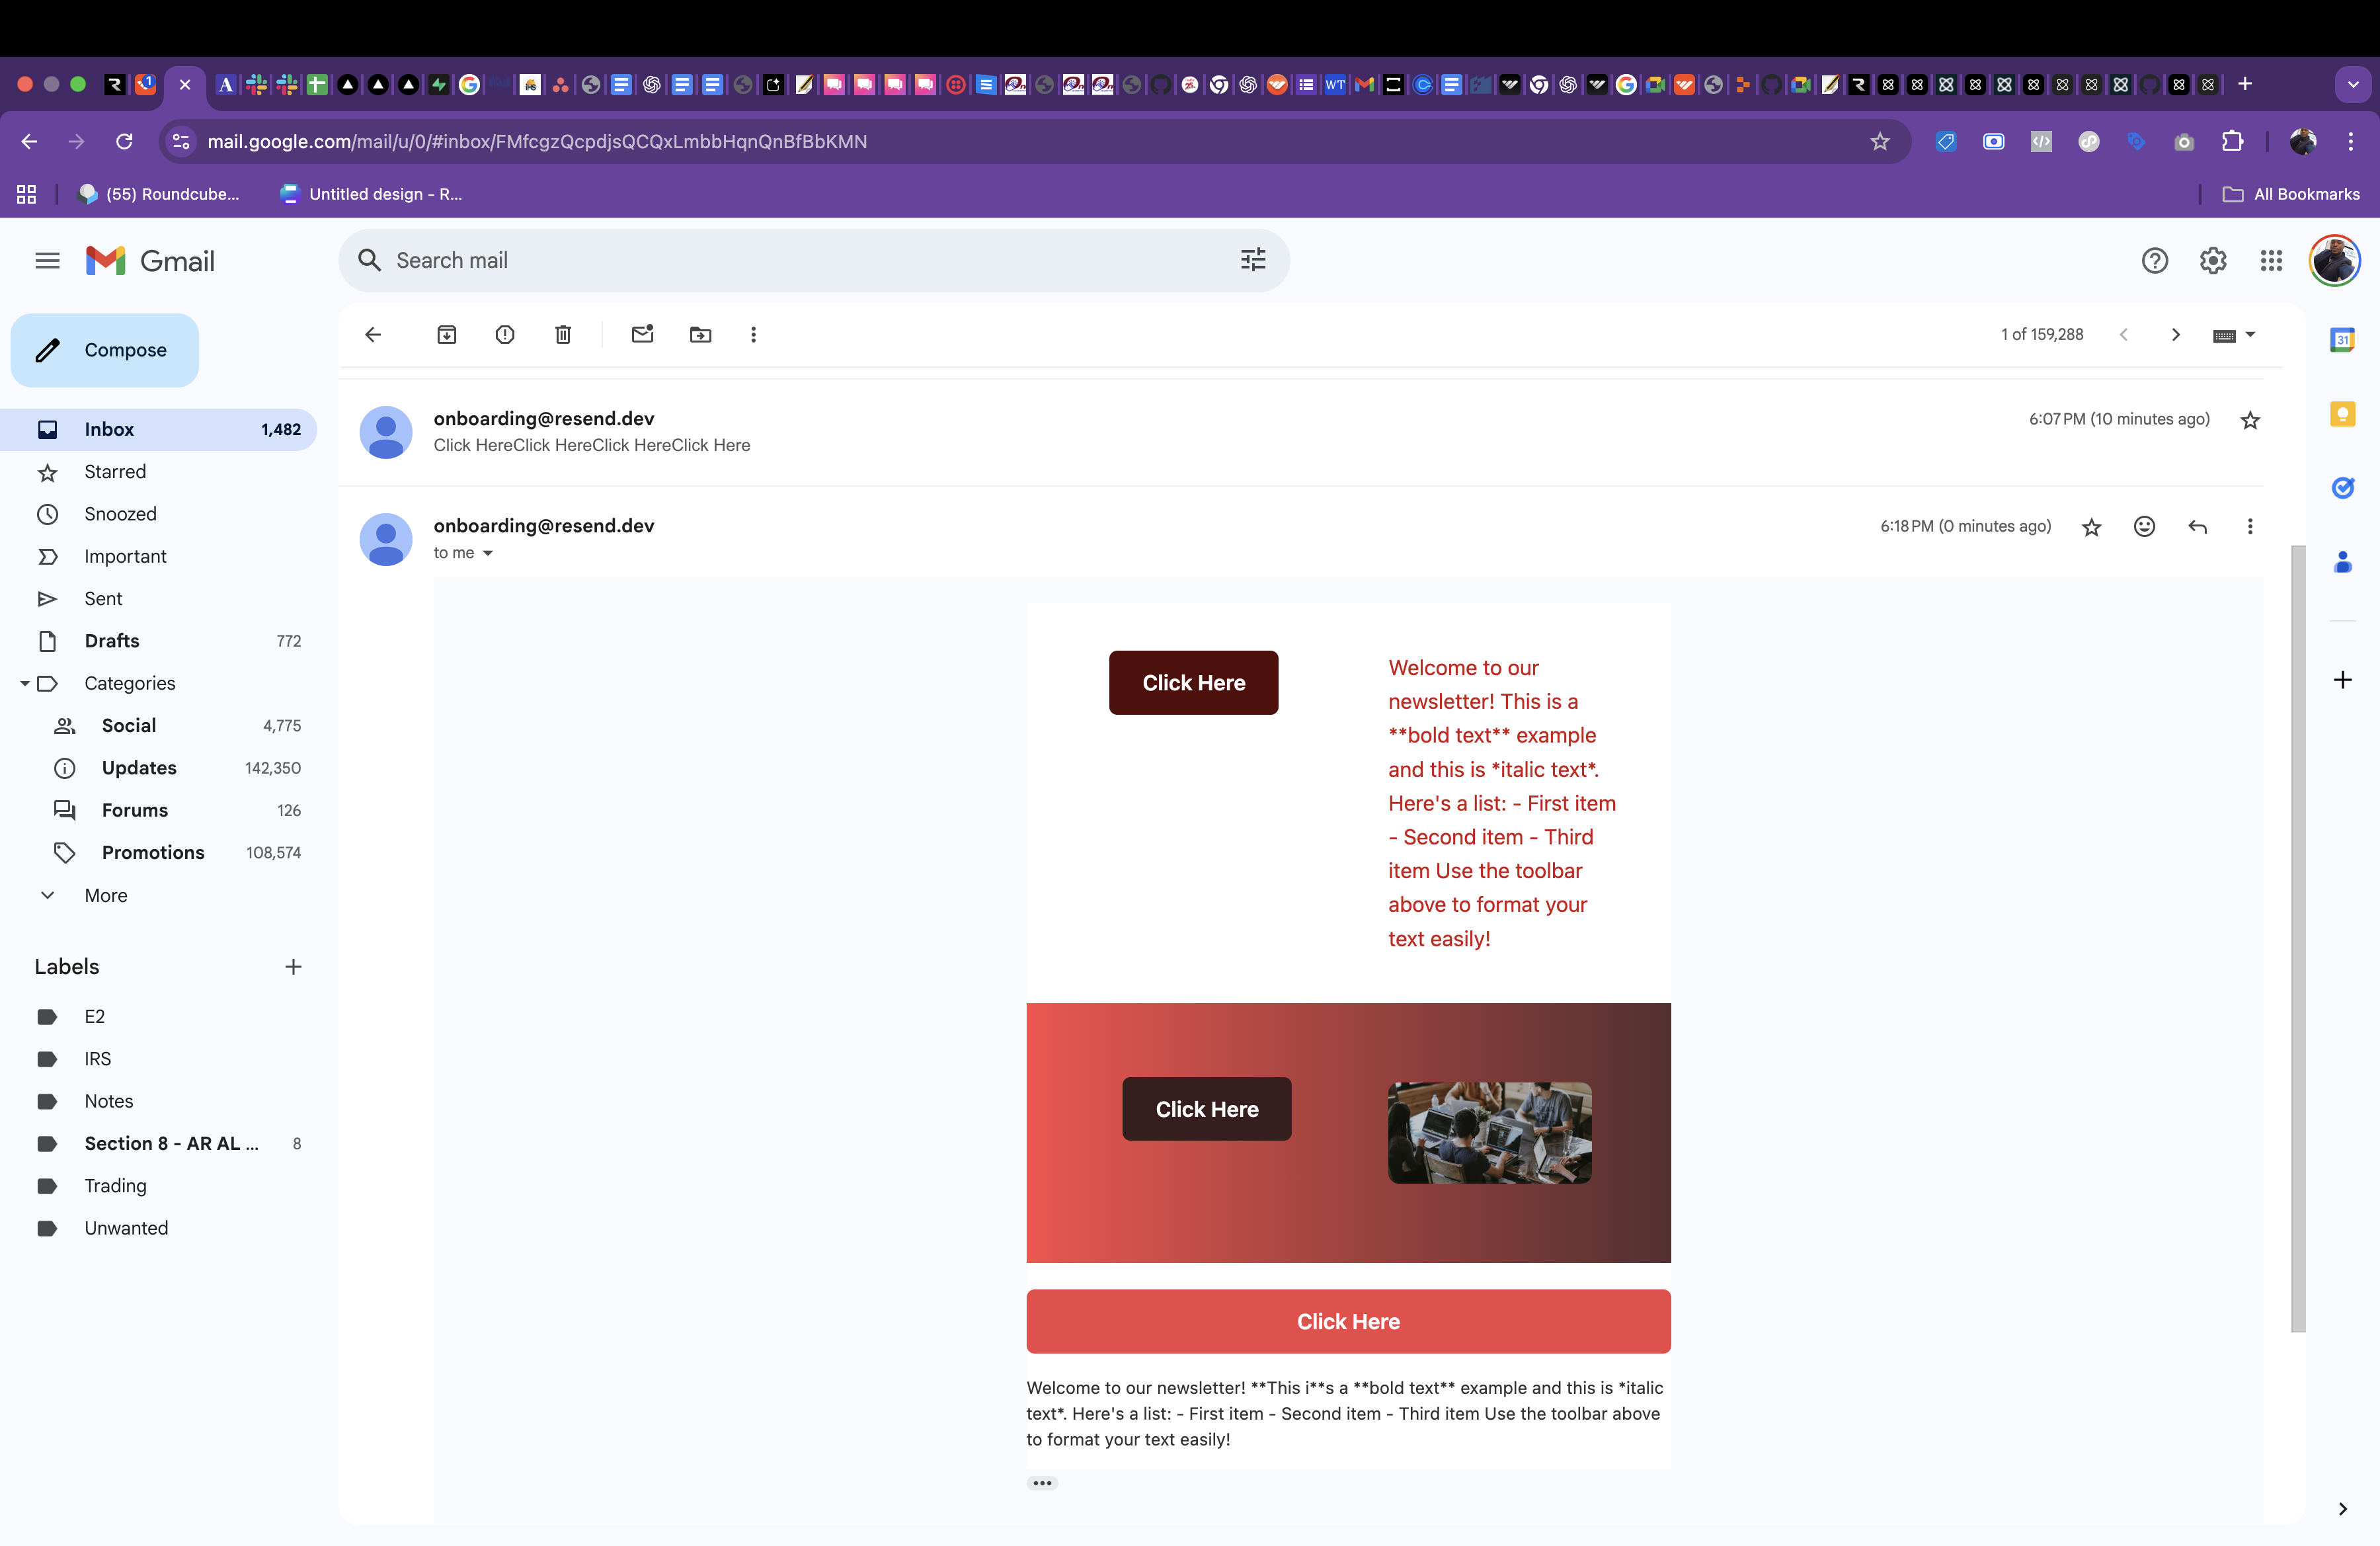 1
A
WT
mail.google.com/mail/u/0/#inbox/FMfcgzQcpdjsQCQxLmbbHqnQnBfBbKMN
(55) Roundcube...
Untitled design - R...
All Bookmarks
Gmail
Search mail
Compose
1 of 159,288
31
Inbox 1,482
Starred
Snoozed
Important
Sent
Drafts 772
Categories
Social 4,775
Updates 142,350
Forums 126
Promotions 108,574
More
Labels
E2
IRS
Notes
Section 8 - AR AL ... 8
Trading
Unwanted
onboarding@resend.dev
6:07 PM (10 minutes ago)
Click HereClick HereClick HereClick Here
onboarding@resend.dev
6:18 PM (0 minutes ago)
to me
Click Here
Welcome to our
newsletter! This is a
**bold text** example
and this is *italic text*.
Here's a list: - First item
- Second item - Third
item Use the toolbar
above to format your
text easily!
Click Here
Click Here
Welcome to our newsletter! **This i**s a **bold text** example and this is *italic
text*. Here's a list: - First item - Second item - Third item Use the toolbar above
to format your text easily!